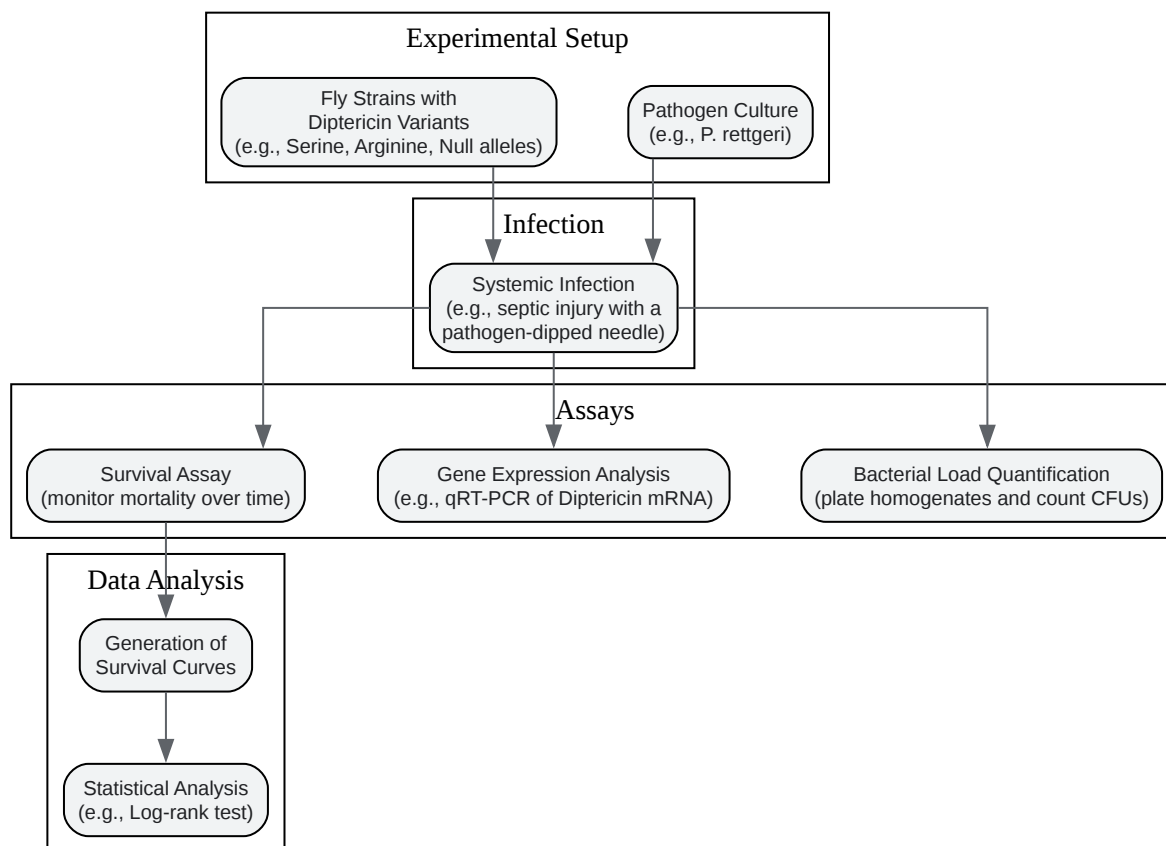 Experimental Setup
Fly Strains with
Diptericin Variants
(e.g., Serine, Arginine, Null alleles)
Pathogen Culture
(e.g., P. rettgeri)
Infection
Systemic Infection
(e.g., septic injury with a
pathogen-dipped needle)
Assays
Survival Assay
(monitor mortality over time)
Gene Expression Analysis
(e.g., qRT-PCR of Diptericin mRNA)
Bacterial Load Quantification
(plate homogenates and count CFUs)
Data Analysis
Generation of
Survival Curves
Statistical Analysis
(e.g., Log-rank test)